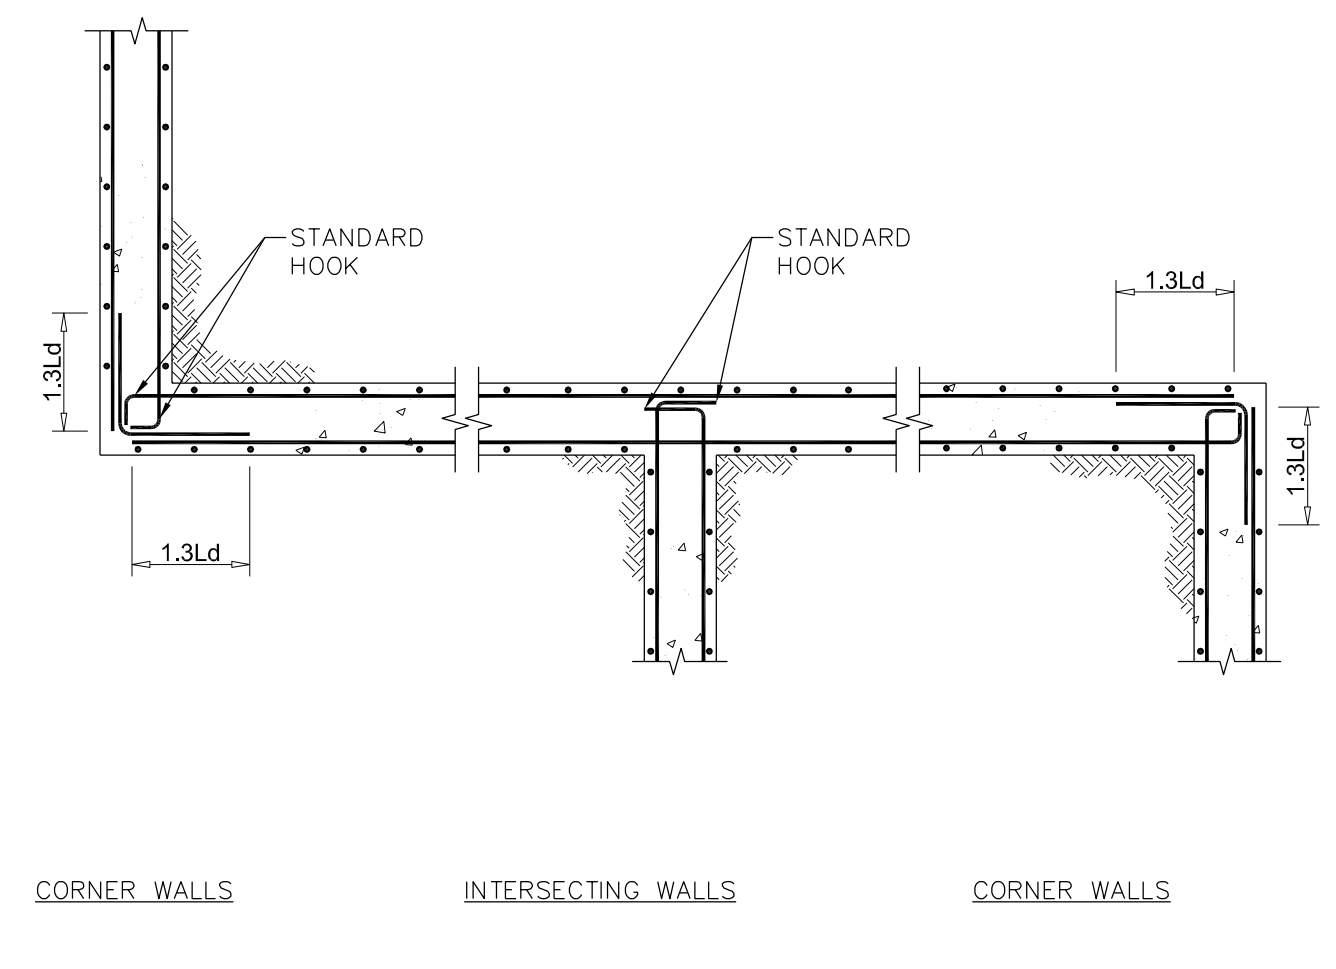 STANDARD
HOOK
STANDARD
HOOK
1.3Ld
1.3Ld
1.3Ld
1.3Ld
CORNER WALLS
INTERSECTING WALLS
CORNER WALLS